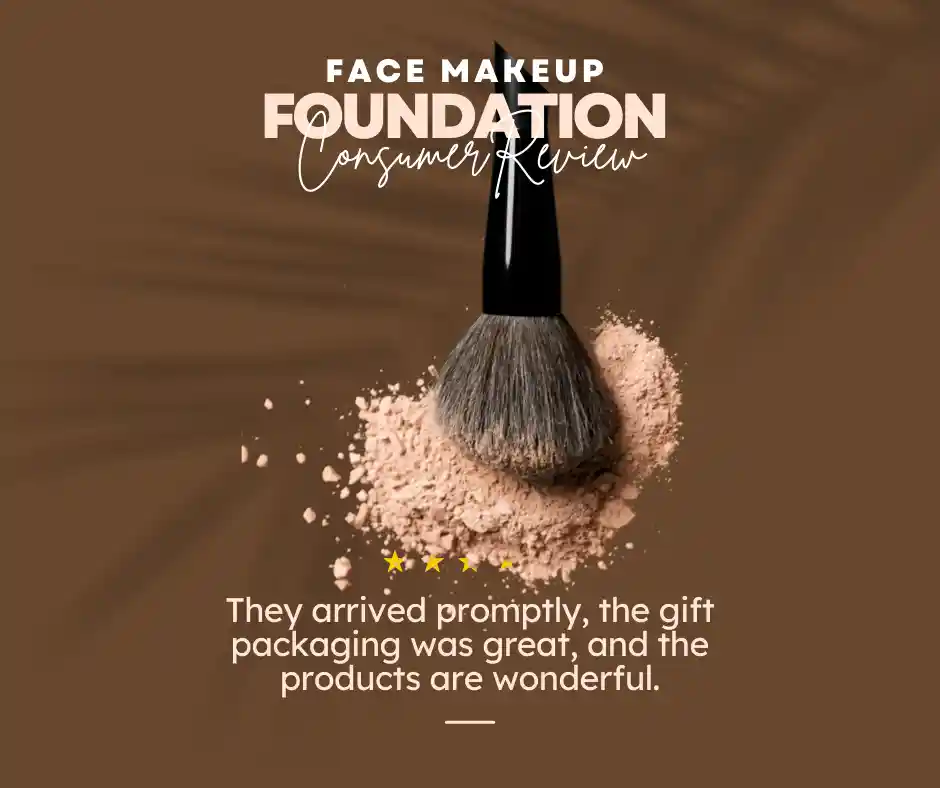 FACE MAKEUP
FOUNDATION
Consumer Review
They arrived promptly, the gift
packaging was great, and the
products are wonderful.